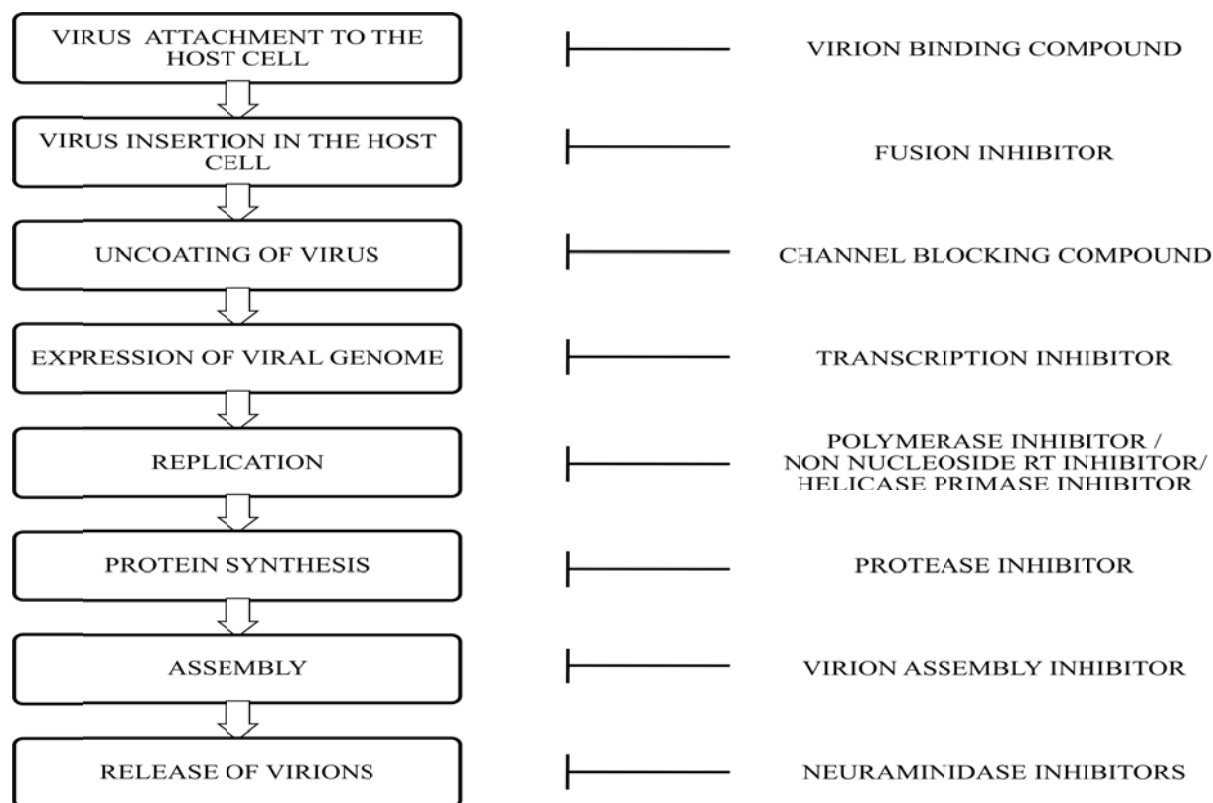 VIRUS ATTACHMENT TO THE
HOST CELL
VIRION BINDING COMPOUND
VIRUS INSERTION IN THE HOST
CELL
FUSION INHIBITOR
UNCOATING OF VIRUS
CHANNEL BLOCKING COMPOUND
EXPRESSION OF VIRAL GENOME
TRANSCRIPTION INHIBITOR
REPLICATION
POLYMERASE INHIBITOR /
NON NUCLEOSIDE RT INHIBITOR/
HELICASE PRIMASE INHIBITOR
PROTEIN SYNTHESIS
PROTEASE INHIBITOR
ASSEMBLY
VIRION ASSEMBLY INHIBITOR
RELEASE OF VIRIONS
NEURAMINIDASE INHIBITORS